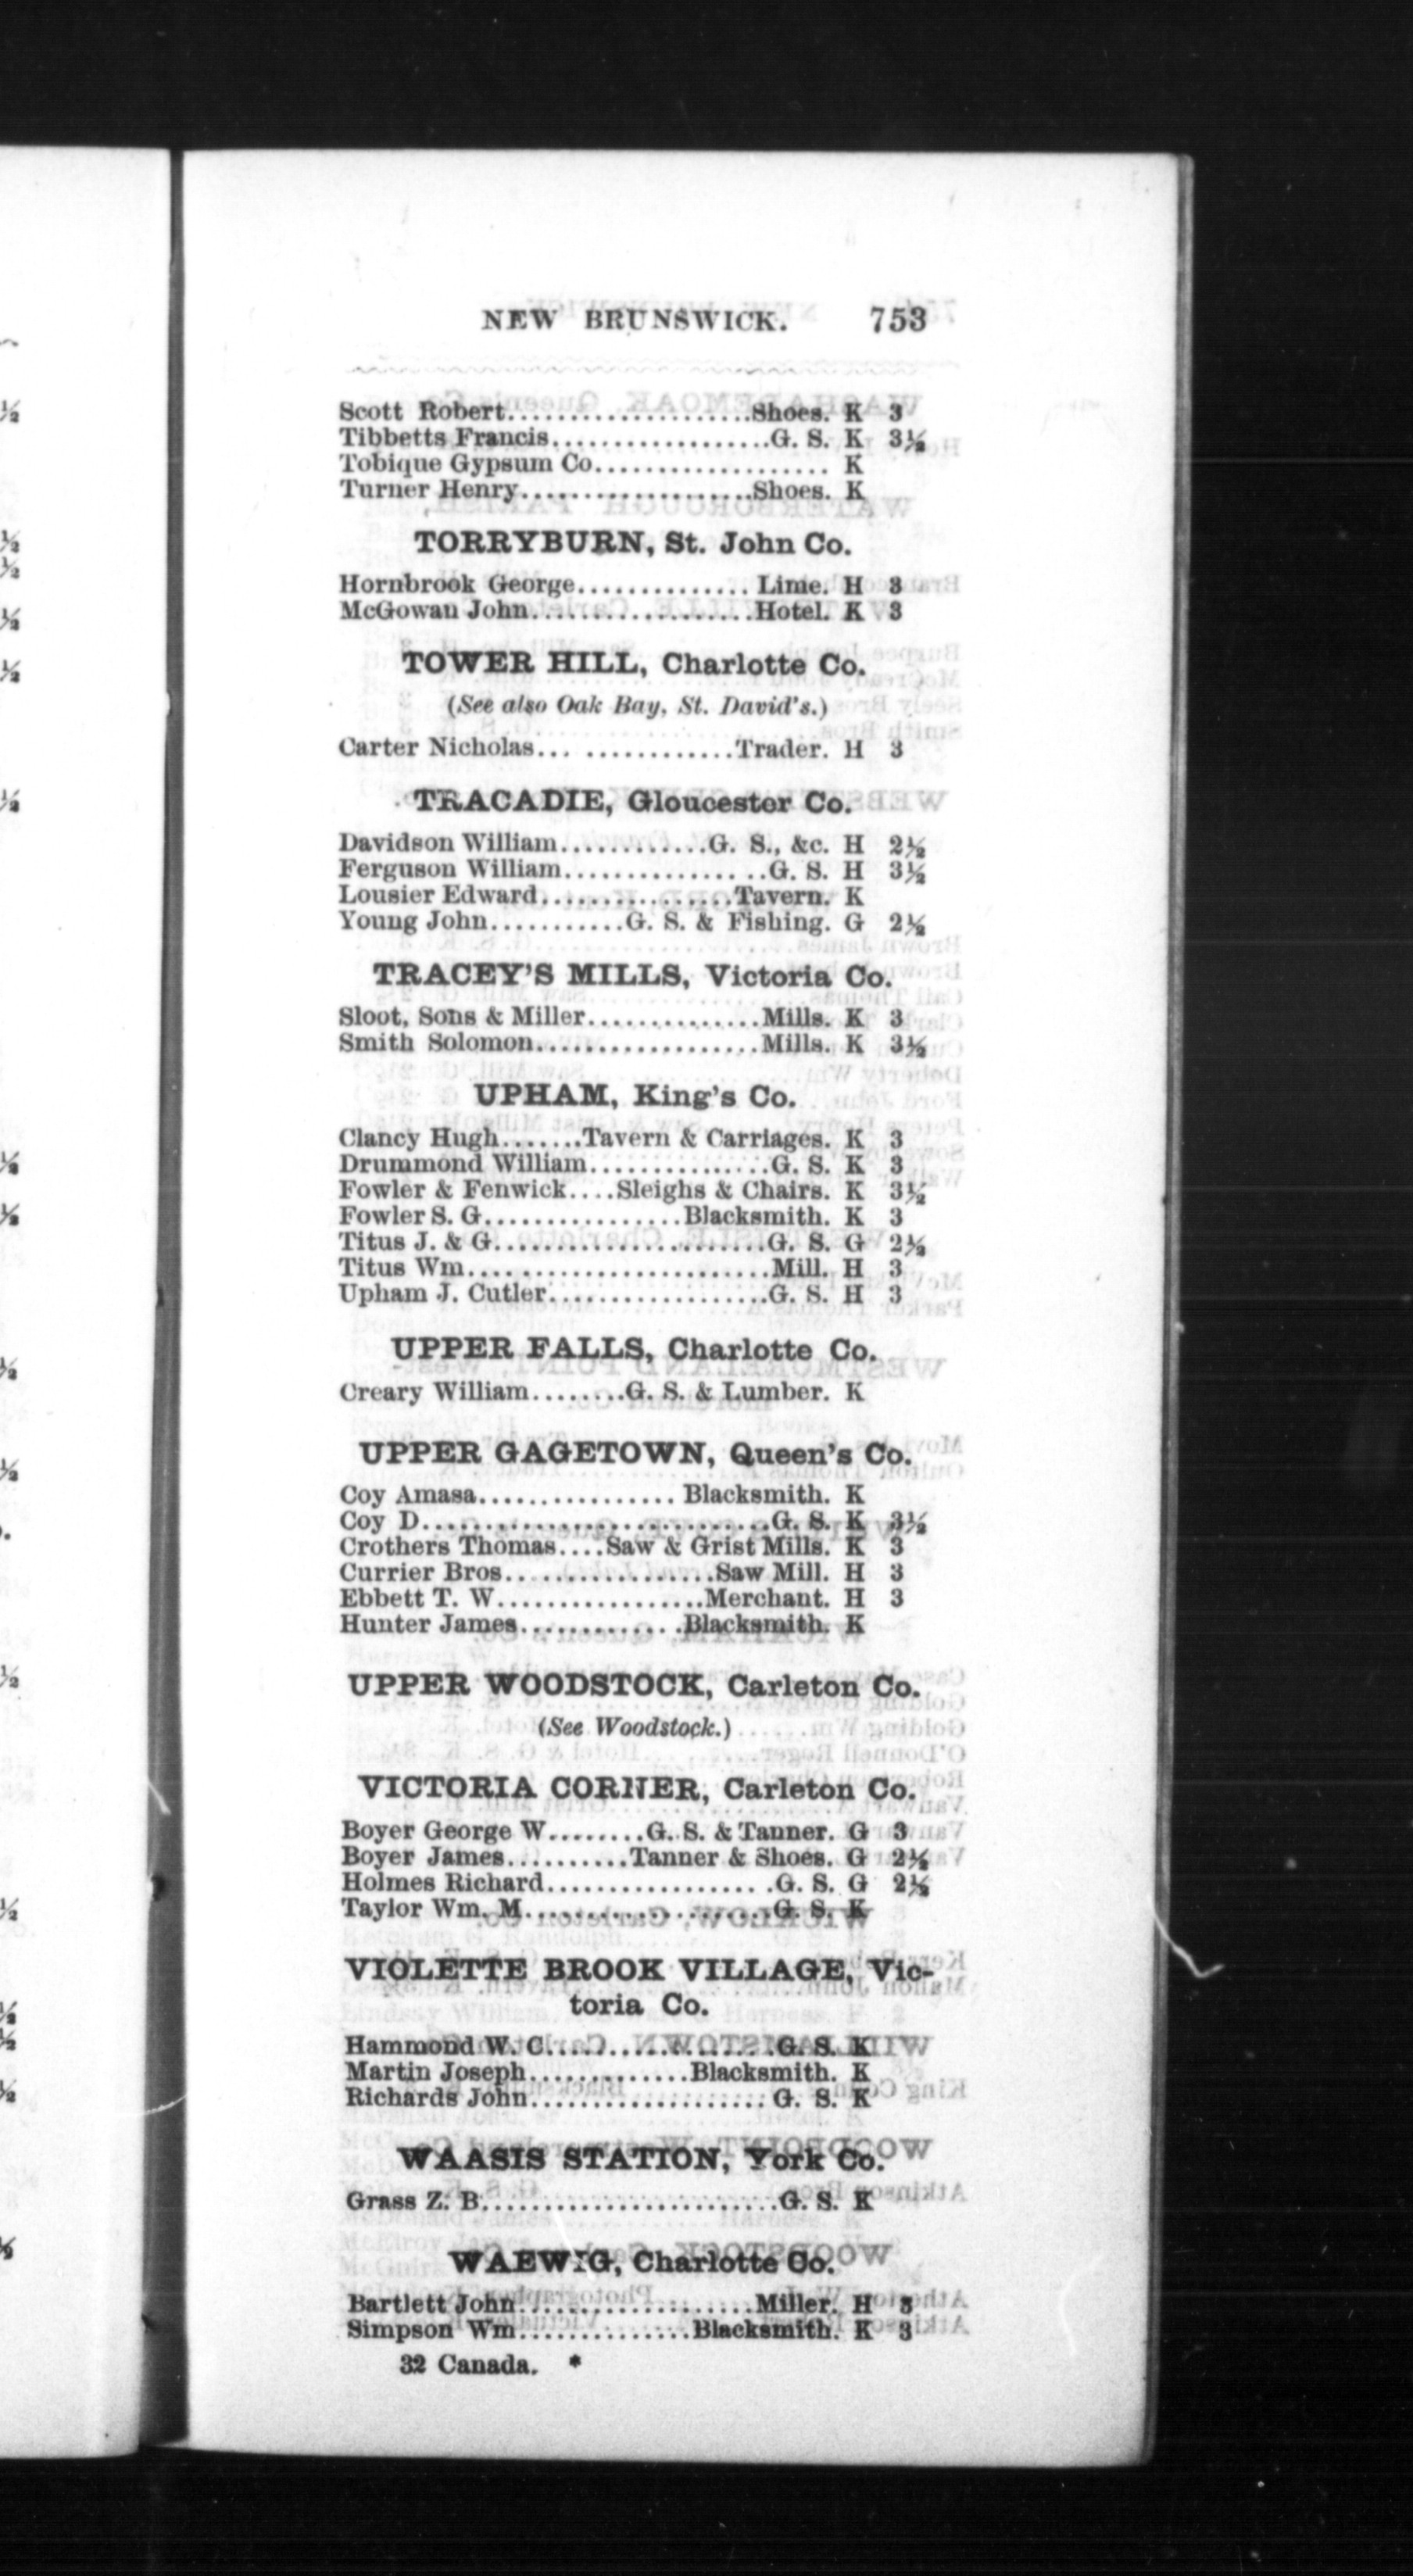 NEW BRUNSWICK. 753
Scott Robert....................Shoes. K 3
Tibbetts Francis..................G. S. K 3½
Tobique Gypsum Co................... K
Turner Henry...................Shoes. K
TORRYBURN, St. John Co.
Hornbrook George.............. Lime. H 3
McGowan John..................Hotel. K 3
TOWER HILL, Charlotte Co.
(See also Oak Bay, St. David's.)
Carter Nicholas... ............Trader. H 3
TRACADIE, Gloucester Co.
Davidson William............G. S., &c. H 2½
Ferguson William................G. S. H 3½
Lousier Edward................Tavern. K
Young John...........G. S. & Fishing. G 2½
TRACEY'S MILLS, Victoria Co.
Sloot, Sons & Miller..............Mills. K 3
Smith Solomon..................Mills. K 3½
UPHAM, King's Co.
Clancy Hugh.......Tavern & Carriages. K 3
Drummond William...............G. S. K 3
Fowler & Fenwick....Sleighs & Chairs. K 3½
Fowler S. G................Blacksmith. K 3
Titus J. & G......................G. S. G 2½
Titus Wm.........................Mill. H 3
Upham J. Cutler..................G. S. H 3
UPPER FALLS, Charlotte Co.
Creary William........G. S. & Lumber. K
UPPER GAGETOWN, Queen's Co.
Coy Amasa................ Blacksmith. K
Coy D............................G. S. K 3½
Crothers Thomas....Saw & Grist Mills. K 3
Currier Bros.................Saw Mill. H 3
Ebbett T. W.................Merchant. H 3
Hunter James.............Blacksmith. K
UPPER WOODSTOCK, Carleton Co.
(See Woodstock.)
VICTORIA CORNER, Carleton Co.
Boyer George W........G. S. & Tanner. G 3
Boyer James..........Tanner & Shoes. G 2½
Holmes Richard...................G. S. G 2½
Taylor Wm. M....................G. S. K
VIOLETTE BROOK VILLAGE, Vic-
toria Co.
Hammond W. C...................G. S. K
Martin Joseph.............Blacksmith. K
Richards John...................G. S. K
WAASIS STATION, York Co.
Grass Z. B........................G. S. K
WAEWIG, Charlotte Co.
Bartlett John...................Miller. H 3
Simpson Wm..............Blacksmith. K 3
32 Canada. *